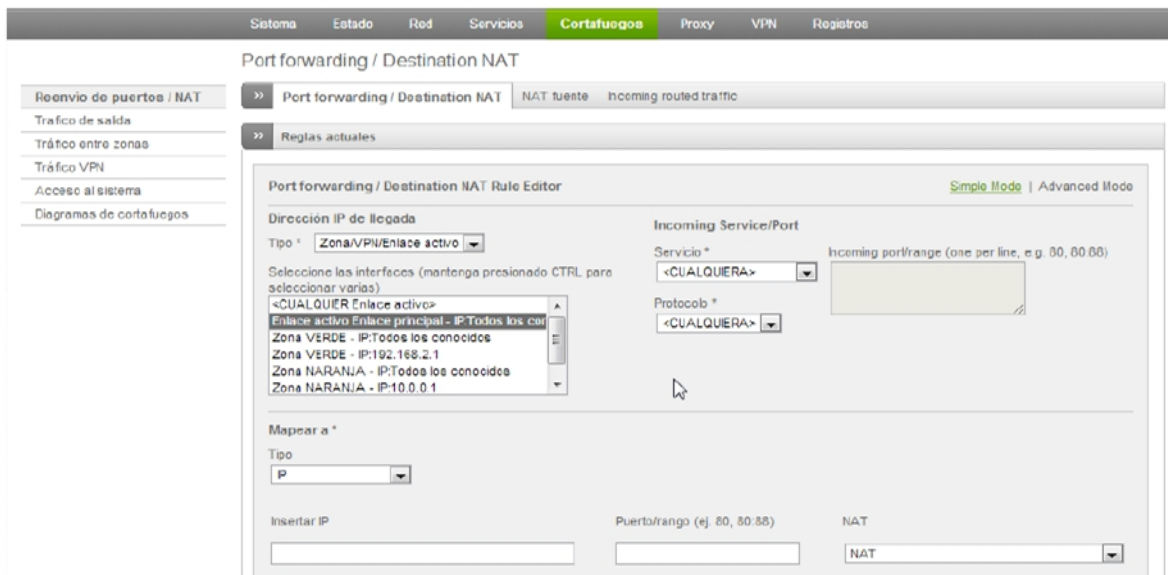 Sistema Estado Red Servicios Cortafuegos Proxy VPN Registros
Port forwarding / Destination NAT
Reenvio de puertos / NAT
Trafico de salida
Tráfico entre zonas
Tráfico VPN
Acceso al sistema
Diagramas de cortafuegos
>> Port forwarding / Destination NAT NAT fuente Incoming routed traffic
>> Reglas actuales
Port forwarding / Destination NAT Rule Editor
Simple Mode | Advanced Mode
Dirección IP de llegada
Tipo * Zona/VPN/Enlace activo
Seleccione las interfeces (mantenga presionado CTRL para
seleccionar varias)
<CUALQUIER Enlace activo>
Enlace activo Enlace principal - IP:Todos los con
Zona VERDE - IP:Todos los conocidos
Zona VERDE - IP:192.168.2.1
Zona NARANJA - IP:Todos los conocidos
Zona NARANJA - IP:10.0.0.1
Incoming Service/Port
Servicio * Incoming port/range (one per line, e.g. 80, 80:88)
<CUALQUIERA>
Protocolo *
<CUALQUIERA>
Mapear a *
Tipo
IP
Insertar IP Puerto/rango (ej. 80, 80:88) NAT
NAT